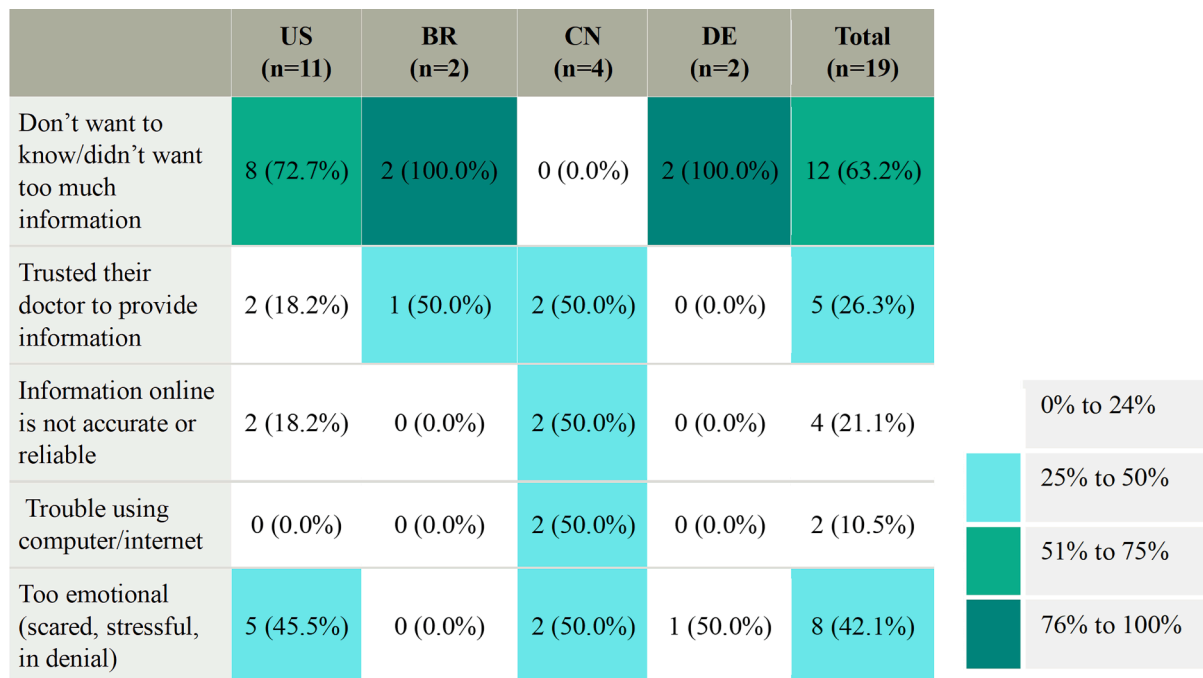 US BR CN DE Total
(n=11) (n=2) (n=4) (n=2) (n=19)
Don’t want to
know/didn’t want
too much
information
8 (72.7%) 2 (100.0%) 0 (0.0%) 2 (100.0%) 12 (63.2%)
Trusted their
doctor to provide
information
2 (18.2%) 1 (50.0%) 2 (50.0%) 0 (0.0%) 5 (26.3%)
Information online
is not accurate or
reliable
2 (18.2%) 0 (0.0%) 2 (50.0%) 0 (0.0%) 4 (21.1%)
Trouble using
computer/internet
0 (0.0%) 0 (0.0%) 2 (50.0%) 0 (0.0%) 2 (10.5%)
Too emotional
(scared, stressful,
in denial)
5 (45.5%) 0 (0.0%) 2 (50.0%) 1 (50.0%) 8 (42.1%)
0% to 24%
25% to 50%
51% to 75%
76% to 100%